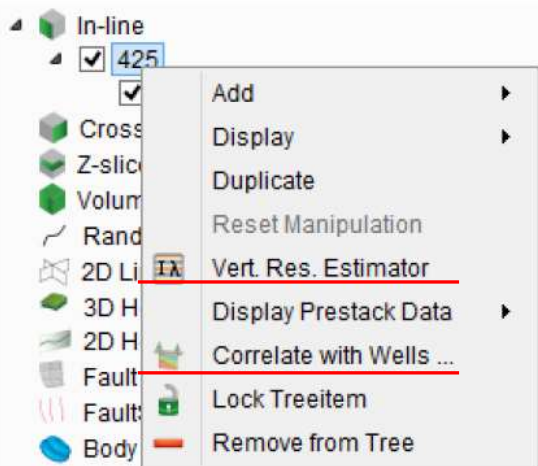 In-line
425
Add
Cross
Display
Z-slic
Duplicate
Volum
Rand
Reset Manipulation
2D Li
Iλ
Vert. Res. Estimator
3D H
Display Prestack Data
2D H
Correlate with Wells ...
Fault
Lock Treeitem
Fault
Body
Remove from Tree